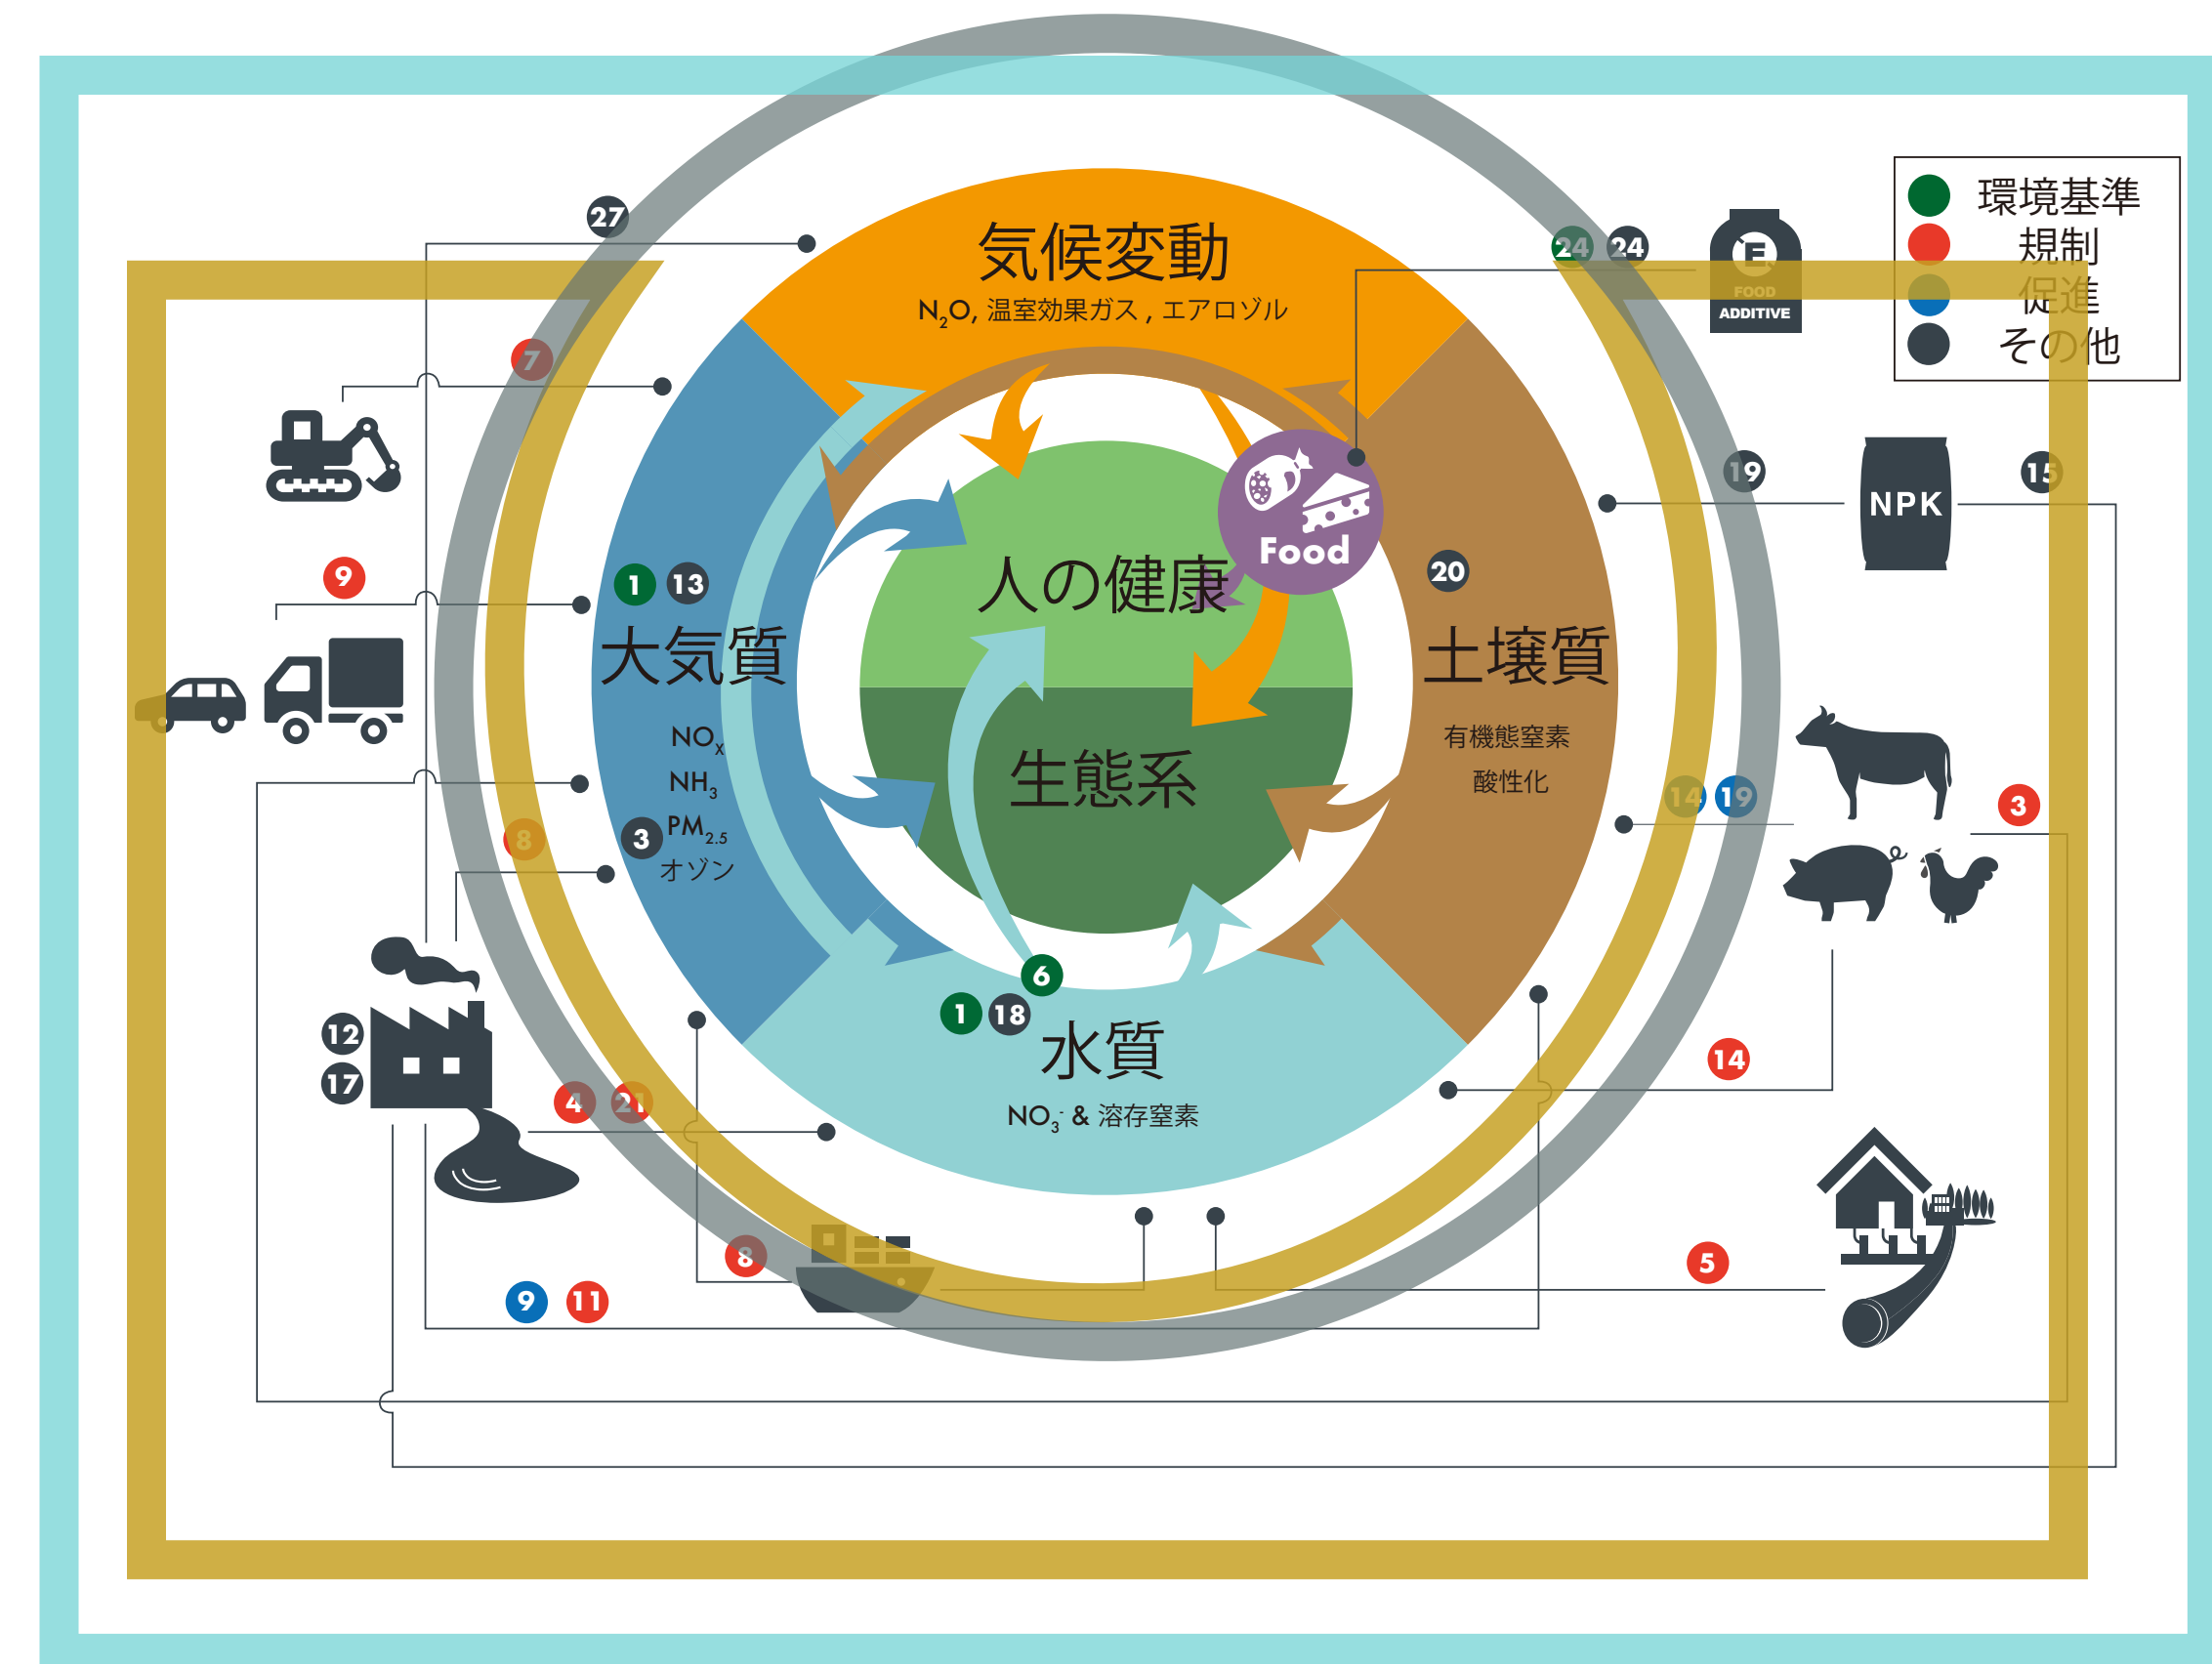 環境基準
規制
促進
その他
27
24
24
FOOD
ADDITIVE
気候変動
N₂O, 温室効果ガス , エアロゾル
7
19
NPK
15
9
Food
1
13
人の健康
20
大気質
土壌質
NOX
有機態窒素
NH₃
酸性化
生態系
14
19
3
8
3
PM2.5
オゾン
6
1
18
12
水質
17
14
4
21
NO₃⁻ & 溶存窒素
8
5
9
11